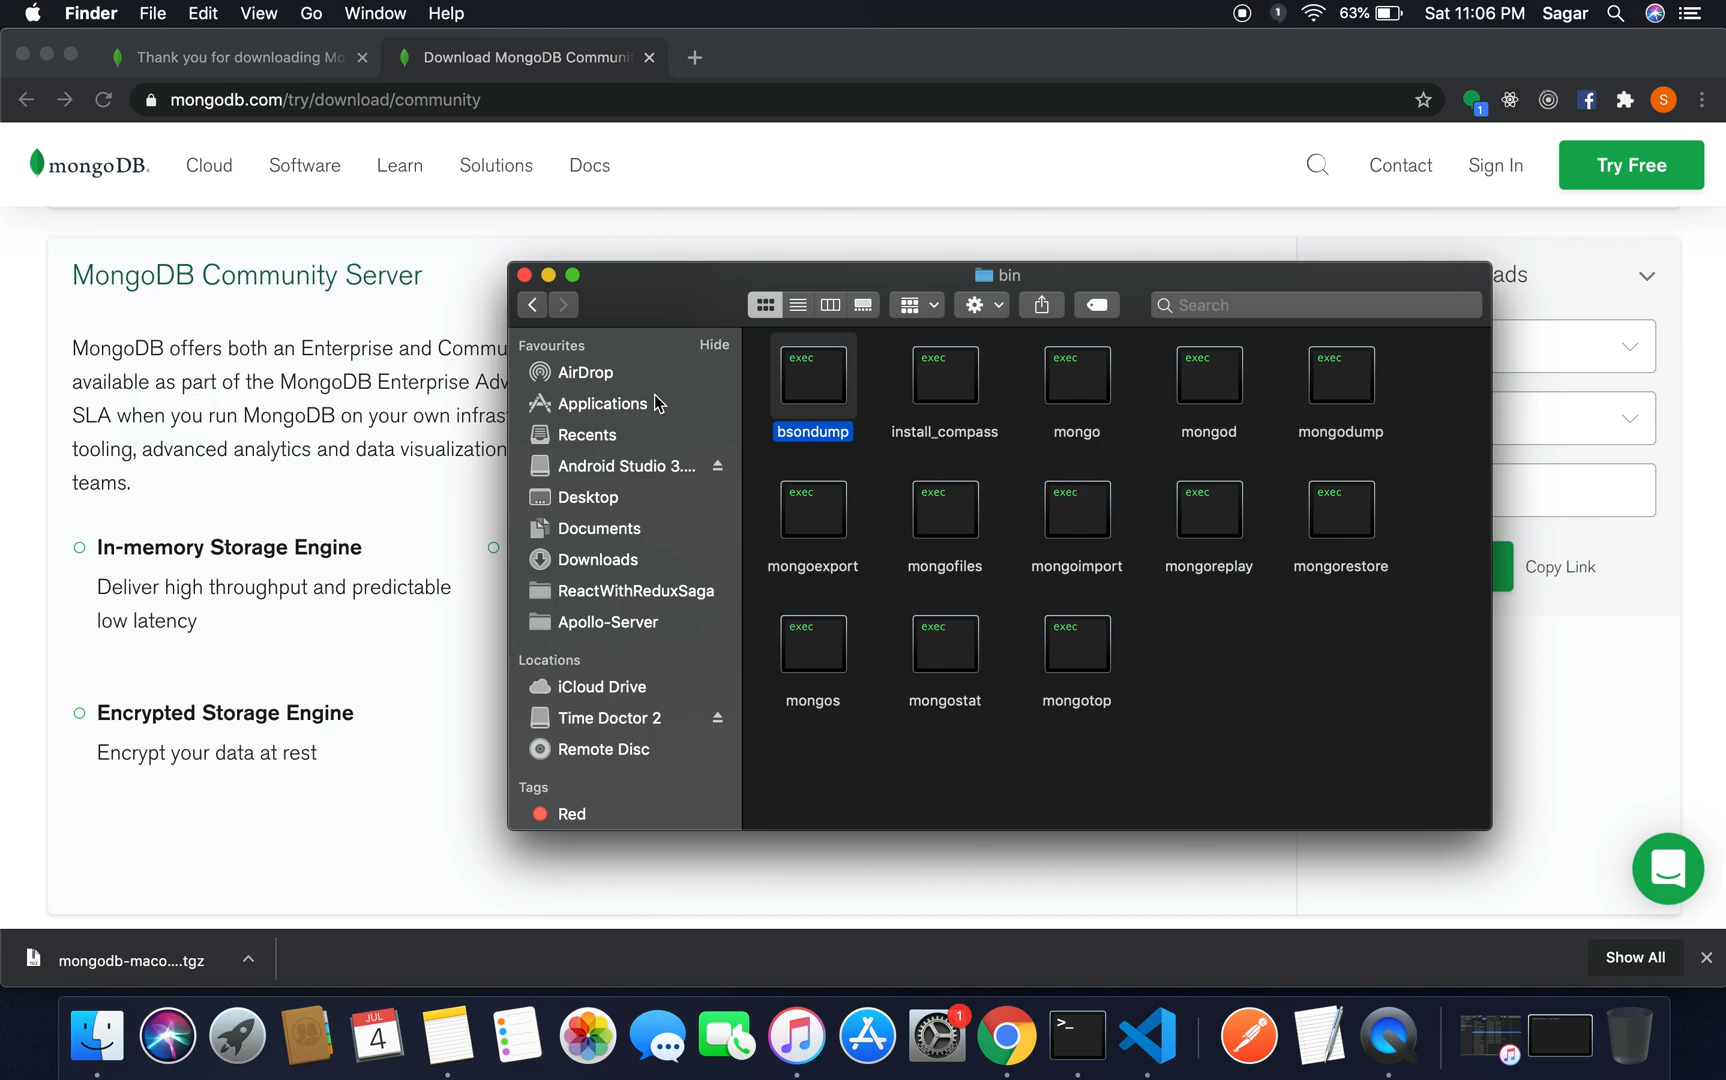 Finder File Edit View Go Window Help 1 63% Sat 11:06 PM Sagar
Thank you for downloading Mo
Download MongoDB Communi
mongodb.com/try/download/community
1
S
mongoDB.
Cloud
Software
Learn
Solutions
Docs
Contact
Sign In
Try Free
MongoDB Community Server
MongoDB offers both an Enterprise and Commu
available as part of the MongoDB Enterprise Adv
SLA when you run MongoDB on your own infras
tooling, advanced analytics and data visualization
teams.
In-memory Storage Engine
Deliver high throughput and predictable
low latency
Encrypted Storage Engine
Encrypt your data at rest
ads
Copy Link
bin
Search
Favourites Hide
AirDrop
Applications
Recents
Android Studio 3....
Desktop
Documents
Downloads
ReactWithReduxSaga
Apollo-Server
Locations
iCloud Drive
Time Doctor 2
Remote Disc
Tags
Red
exec exec exec exec exec
bsondump install_compass mongo mongod mongodump
exec exec exec exec exec
mongoexport mongofiles mongoimport mongoreplay mongorestore
exec exec exec
mongos mongostat mongotop
mongodb-maco....tgz
Show All
JUL
4
1